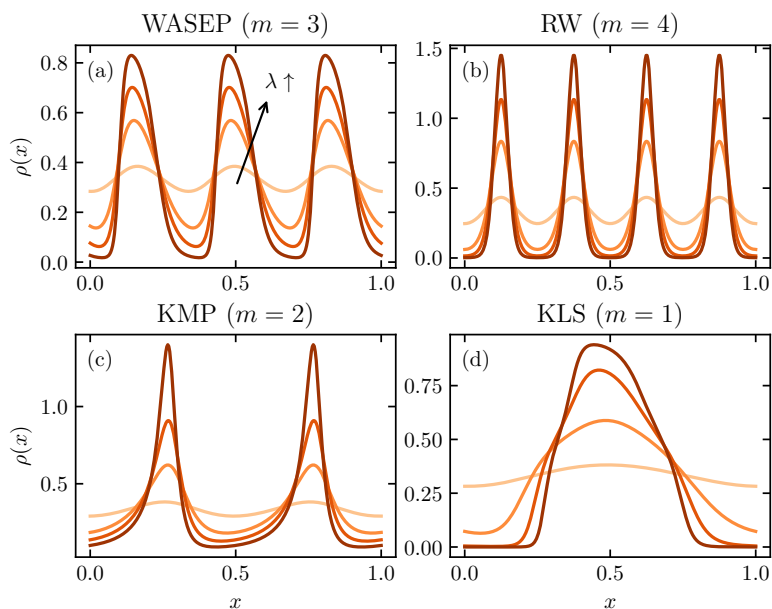 WASEP (m = 3)
RW (m = 4)
(a)
λ ↑
ρ(x)
0.8
0.6
0.4
0.2
0.0
0.0
0.5
1.0
(b)
1.5
1.0
0.5
0.0
0.0
0.5
1.0
KMP (m = 2)
KLS (m = 1)
(c)
ρ(x)
1.0
0.5
0.0
0.5
1.0
x
(d)
0.75
0.50
0.25
0.00
0.0
0.5
1.0
x